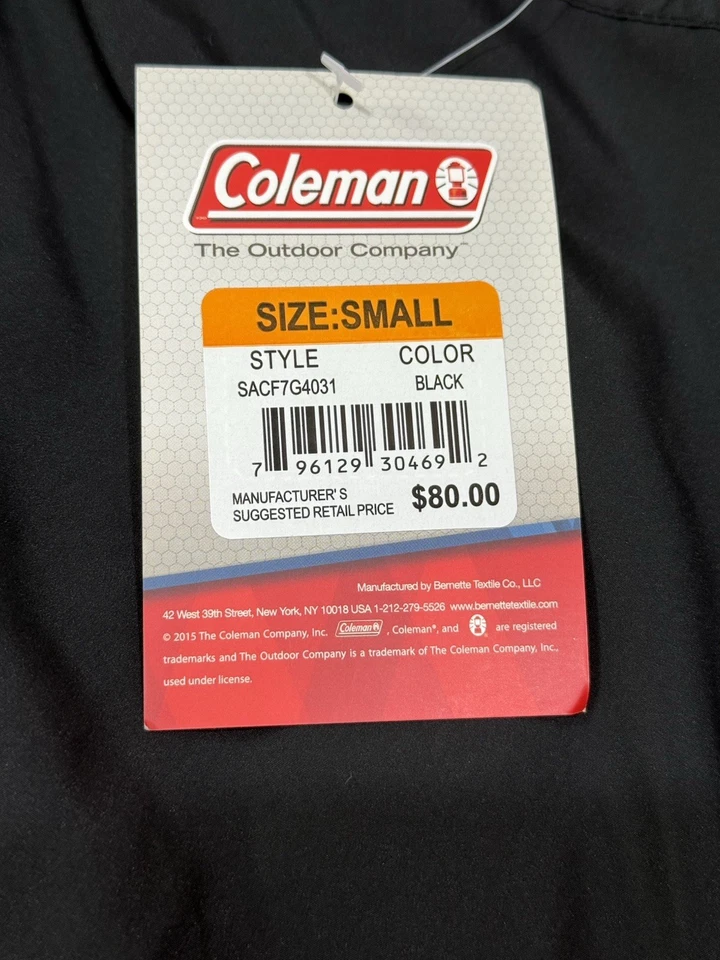 Coleman
The Outdoor Company™
SIZE:SMALL
STYLE COLOR
SACF7G4031 BLACK
7 96129 30469 2
MANUFACTURER'S
SUGGESTED RETAIL PRICE $80.00
Manufactured by Bernette Textile Co., LLC
42 West 39th Street, New York, NY 10018 USA 1-212-279-5526 www.bernettetextile.com
© 2015 The Coleman Company, Inc. Coleman , Coleman®, and are registered
trademarks and The Outdoor Company is a trademark of The Coleman Company, Inc.,
used under license.